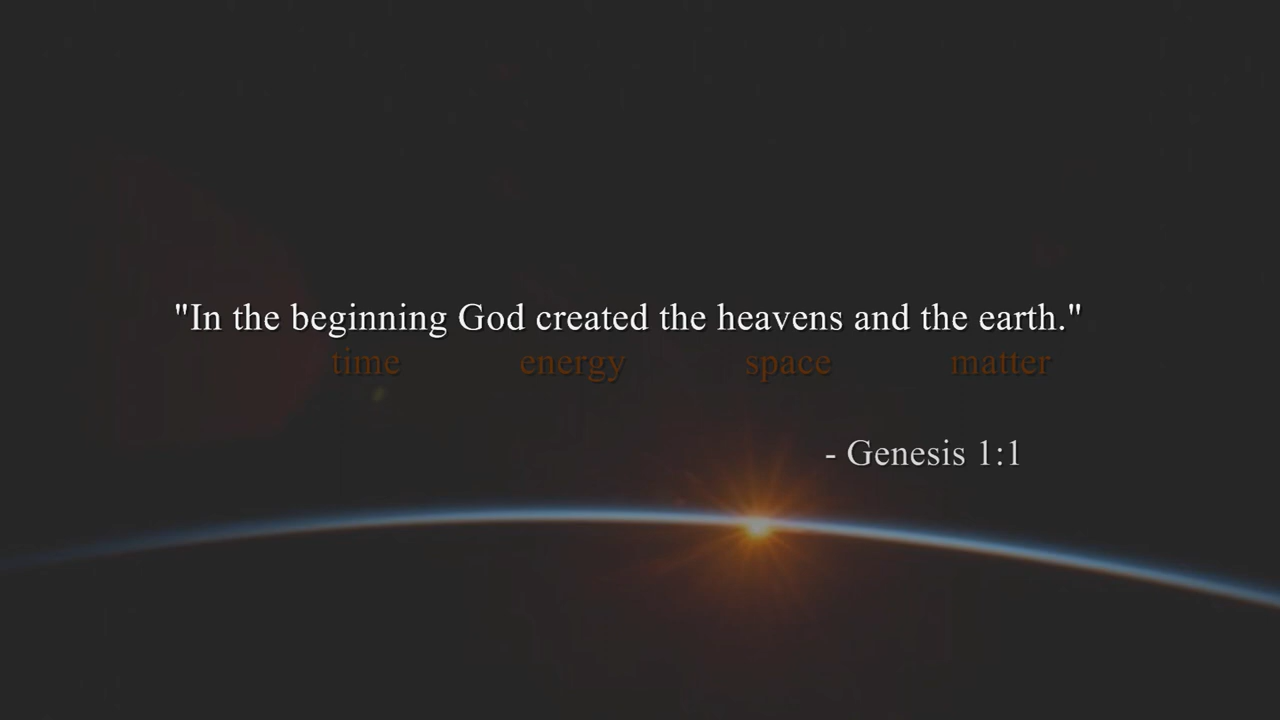 "In the beginning God created the heavens and the earth."
time energy space matter
- Genesis 1:1